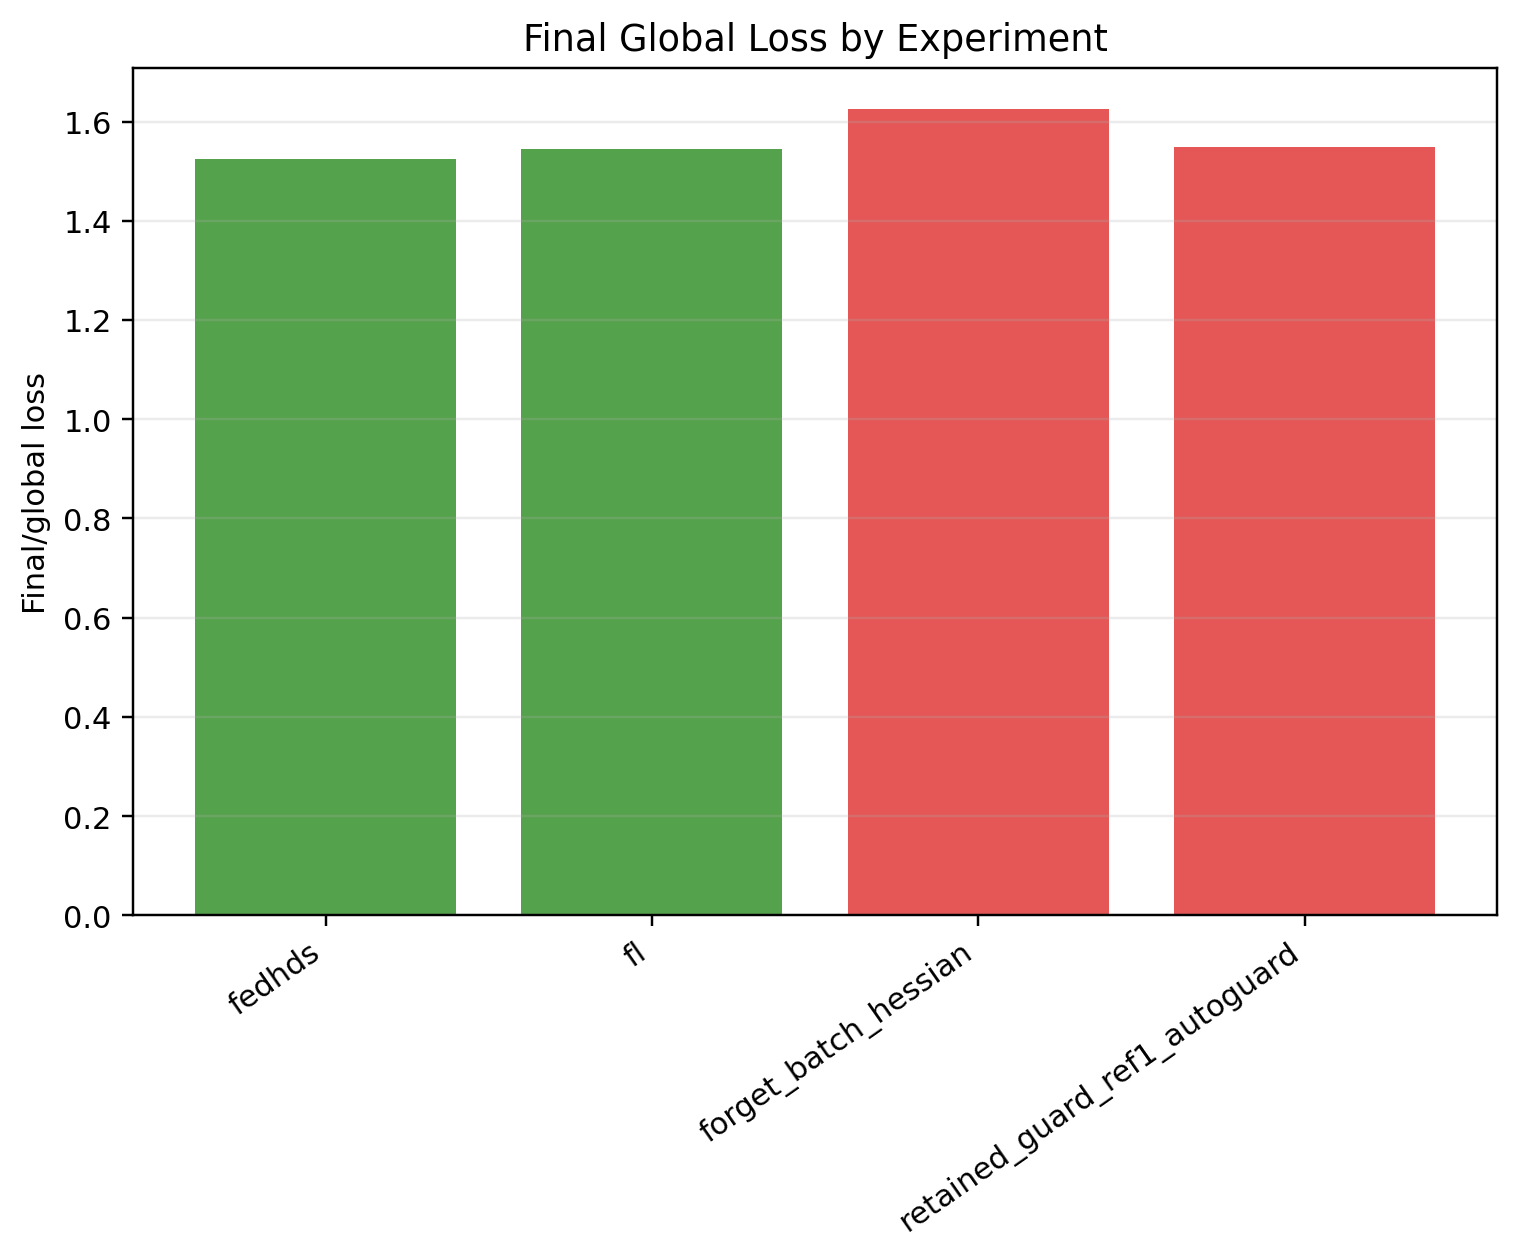 Final Global Loss by Experiment
Final/global loss
1.6
1.4
1.2
1.0
0.8
0.6
0.4
0.2
0.0
fedhds
fl
forget_batch_hessian
retained_guard_ref1_autoguard